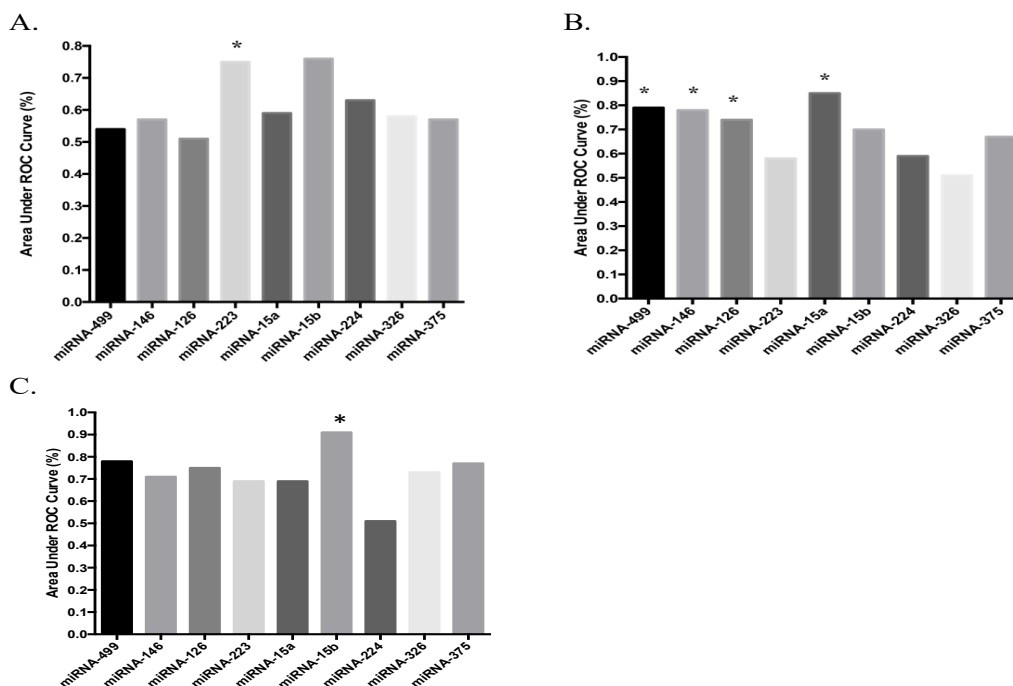 A.
*
Area Under ROC Curve (%)
0.8
0.7
0.6
0.5
0.4
0.3
0.2
0.1
0.0
miRNA-499
miRNA-146
miRNA-126
miRNA-223
miRNA-15a
miRNA-15b
miRNA-224
miRNA-326
miRNA-375
B.
* * * *
Area Under ROC Curve (%)
1.0
0.9
0.8
0.7
0.6
0.5
0.4
0.3
0.2
0.1
0.0
miRNA-499
miRNA-146
miRNA-126
miRNA-223
miRNA-15a
miRNA-15b
miRNA-224
miRNA-326
miRNA-375
C.
*
Area Under ROC Curve (%)
1.0
0.9
0.8
0.7
0.6
0.5
0.4
0.3
0.2
0.1
0.0
miRNA-499
miRNA-146
miRNA-126
miRNA-223
miRNA-15a
miRNA-15b
miRNA-224
miRNA-326
miRNA-375